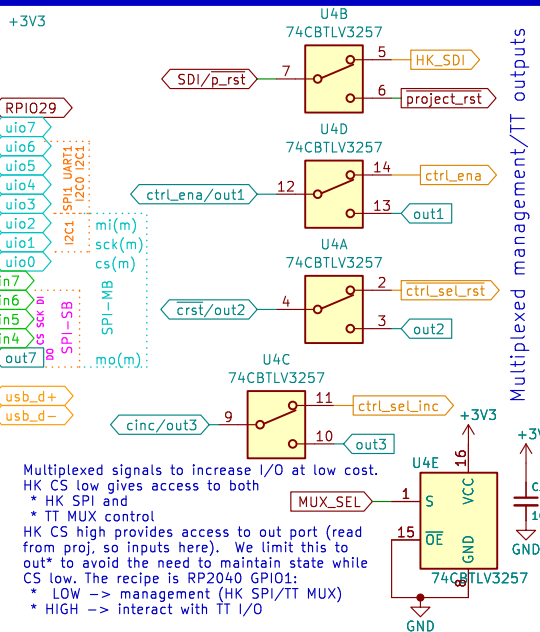 +3V3
RPIO29
uio7
uio6
uio5
uio4
uio3
uio2
uio1
uio0
in7
in6
in5
in4
out7
usb_d+
usb_d-
SPI1 UART1
I2C0 I2C1
I2C1
mi(m)
sck(m)
cs(m)
SPI-MB
mo(m)
CS SCK DI
DO
SPI-SB
U4B
74CBTLV3257
SDI/p_rst
7
5
HK_SDI
6
project_rst
U4D
74CBTLV3257
ctrl_ena/out1
12
14
ctrl_ena
13
out1
U4A
74CBTLV3257
crst/out2
4
2
ctrl_sel_rst
3
out2
U4C
74CBTLV3257
cinc/out3
9
11
ctrl_sel_inc
10
out3
Multiplexed management/TT outputs
Multiplexed signals to increase I/O at low cost.
HK CS low gives access to both
* HK SPI and
* TT MUX control
HK CS high provides access to out port (read
from proj, so inputs here). We limit this to
out* to avoid the need to maintain state while
CS low. The recipe is RP2040 GPIO1:
* LOW -> management (HK SPI/TT MUX)
* HIGH -> interact with TT I/O
+3V3
U4E
16
VCC
MUX_SEL
1
S
15
OE
GND
8
74CBTLV3257
GND
+3V
C
1
GND